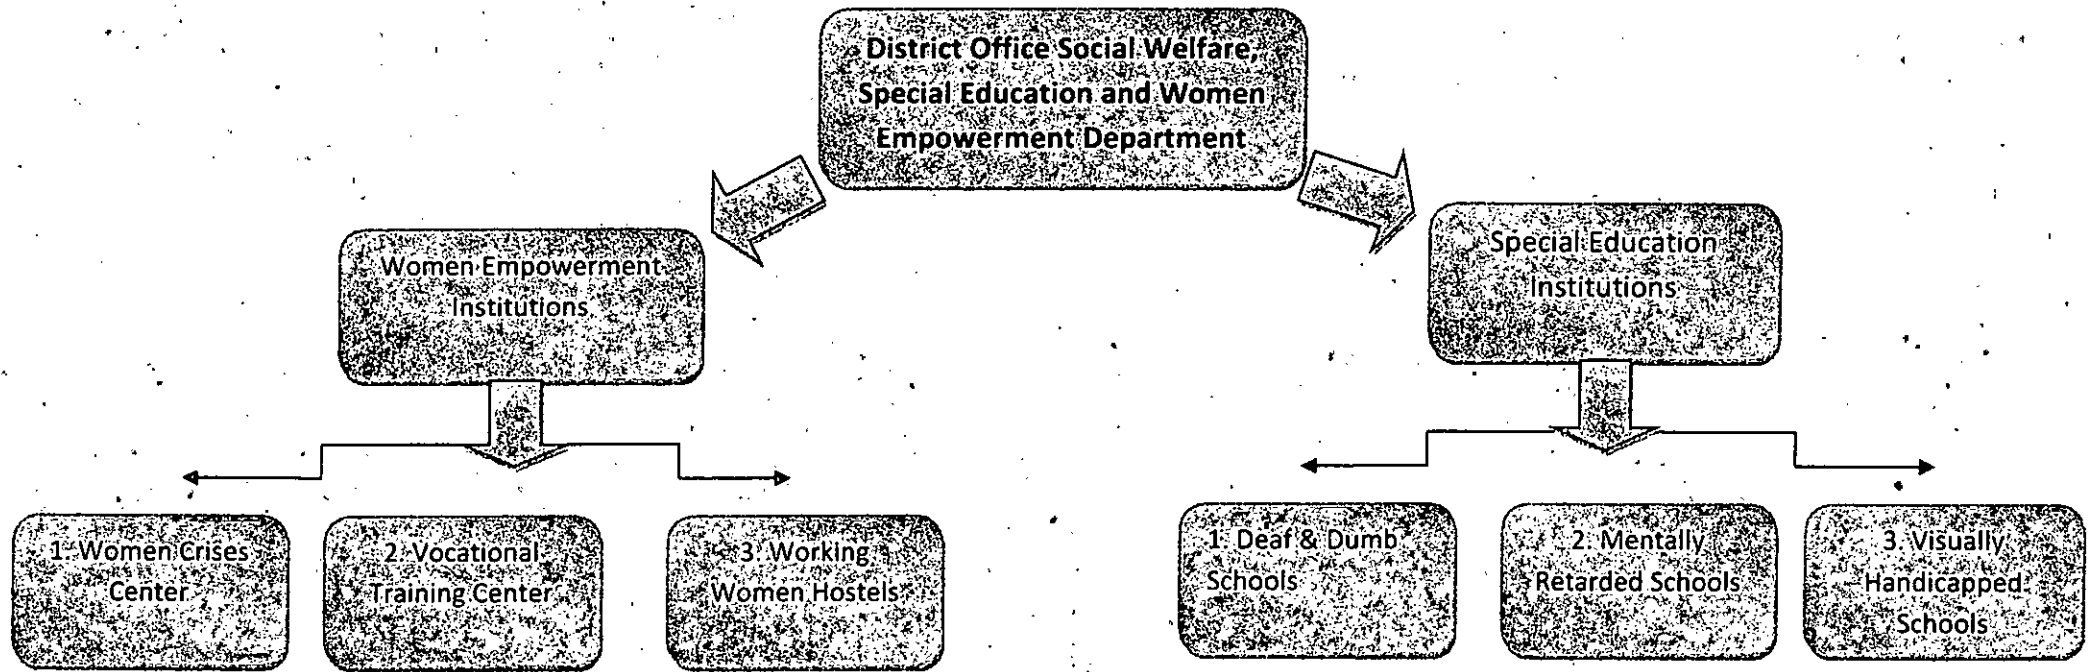 District Office Social Welfare,
Special Education and Women
Empowerment Department
Women Empowerment
Institutions
Special Education
Institutions
1. Women Crises
Center
2. Vocational
Training Center
3. Working
Women Hostels
1. Deaf & Dumb
Schools
2. Mentally
Retarded Schools
3. Visually
Handicapped
Schools